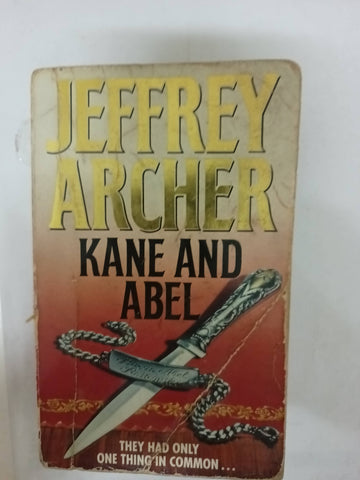 JEFFREY
ARCHER
KANE AND
ABEL
THEY HAD ONLY
ONE THING IN COMMON...